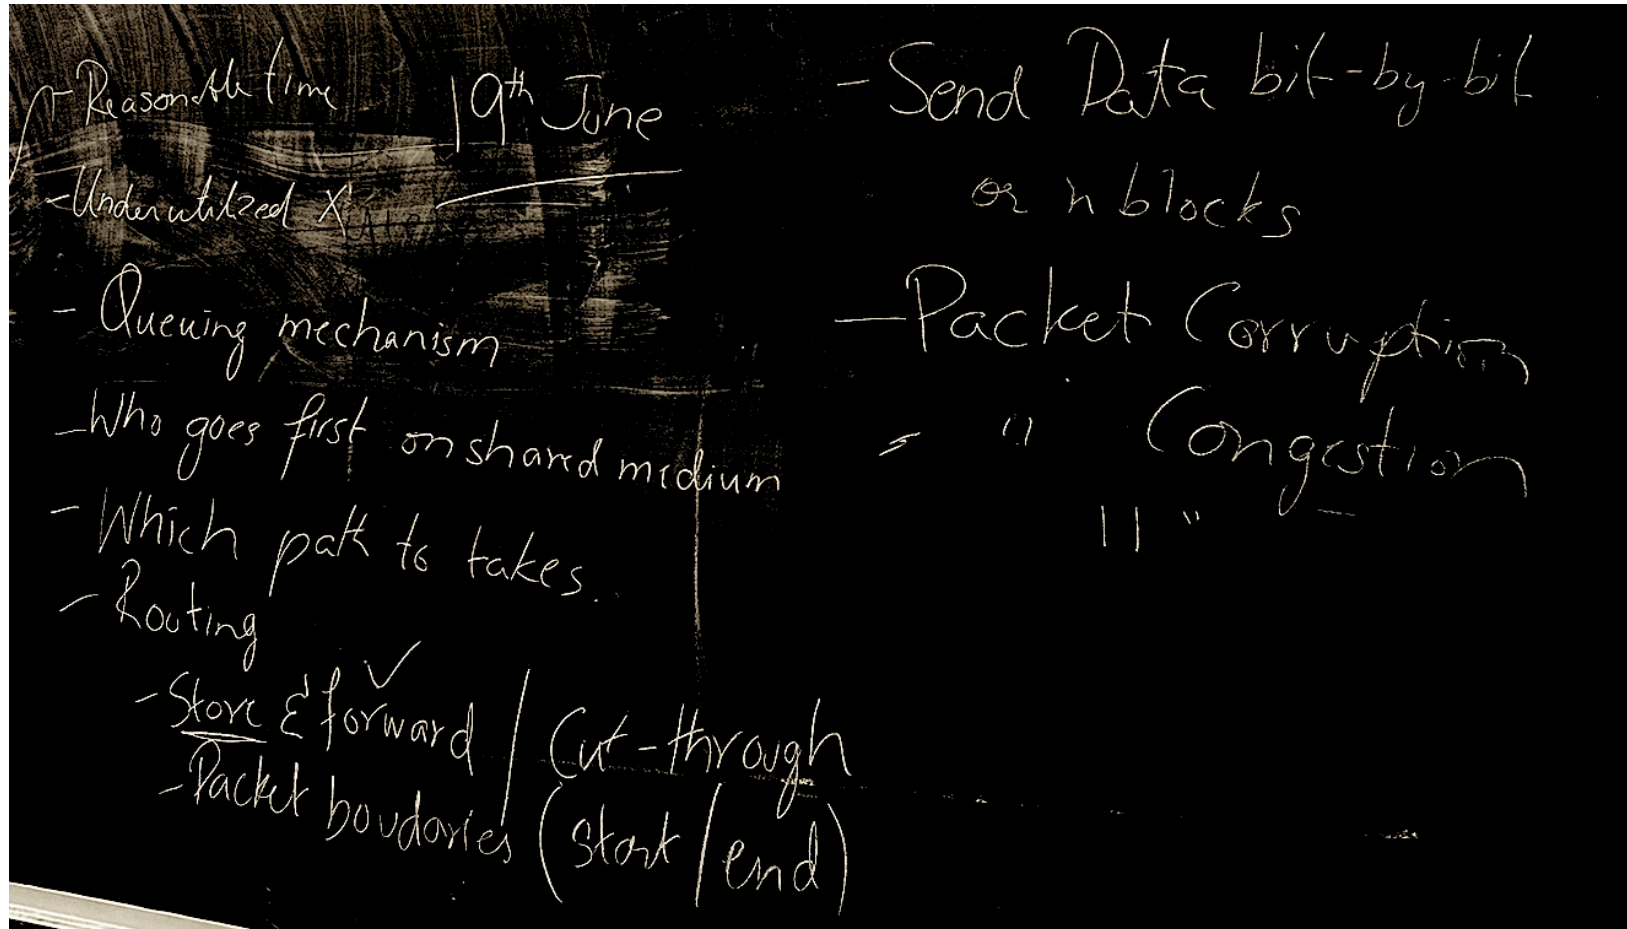 - Reasonable time
19th June
- Underutilized X
- Queuing mechanism
- Who goes first on shared medium
- Which path to takes.
- Routing
- Store & forward ✓ / Cut-through
- Packet boudaries (start/end)
- Send Data bit-by-bit
or n blocks
- Packet Corruption
- " Congestion
11 "